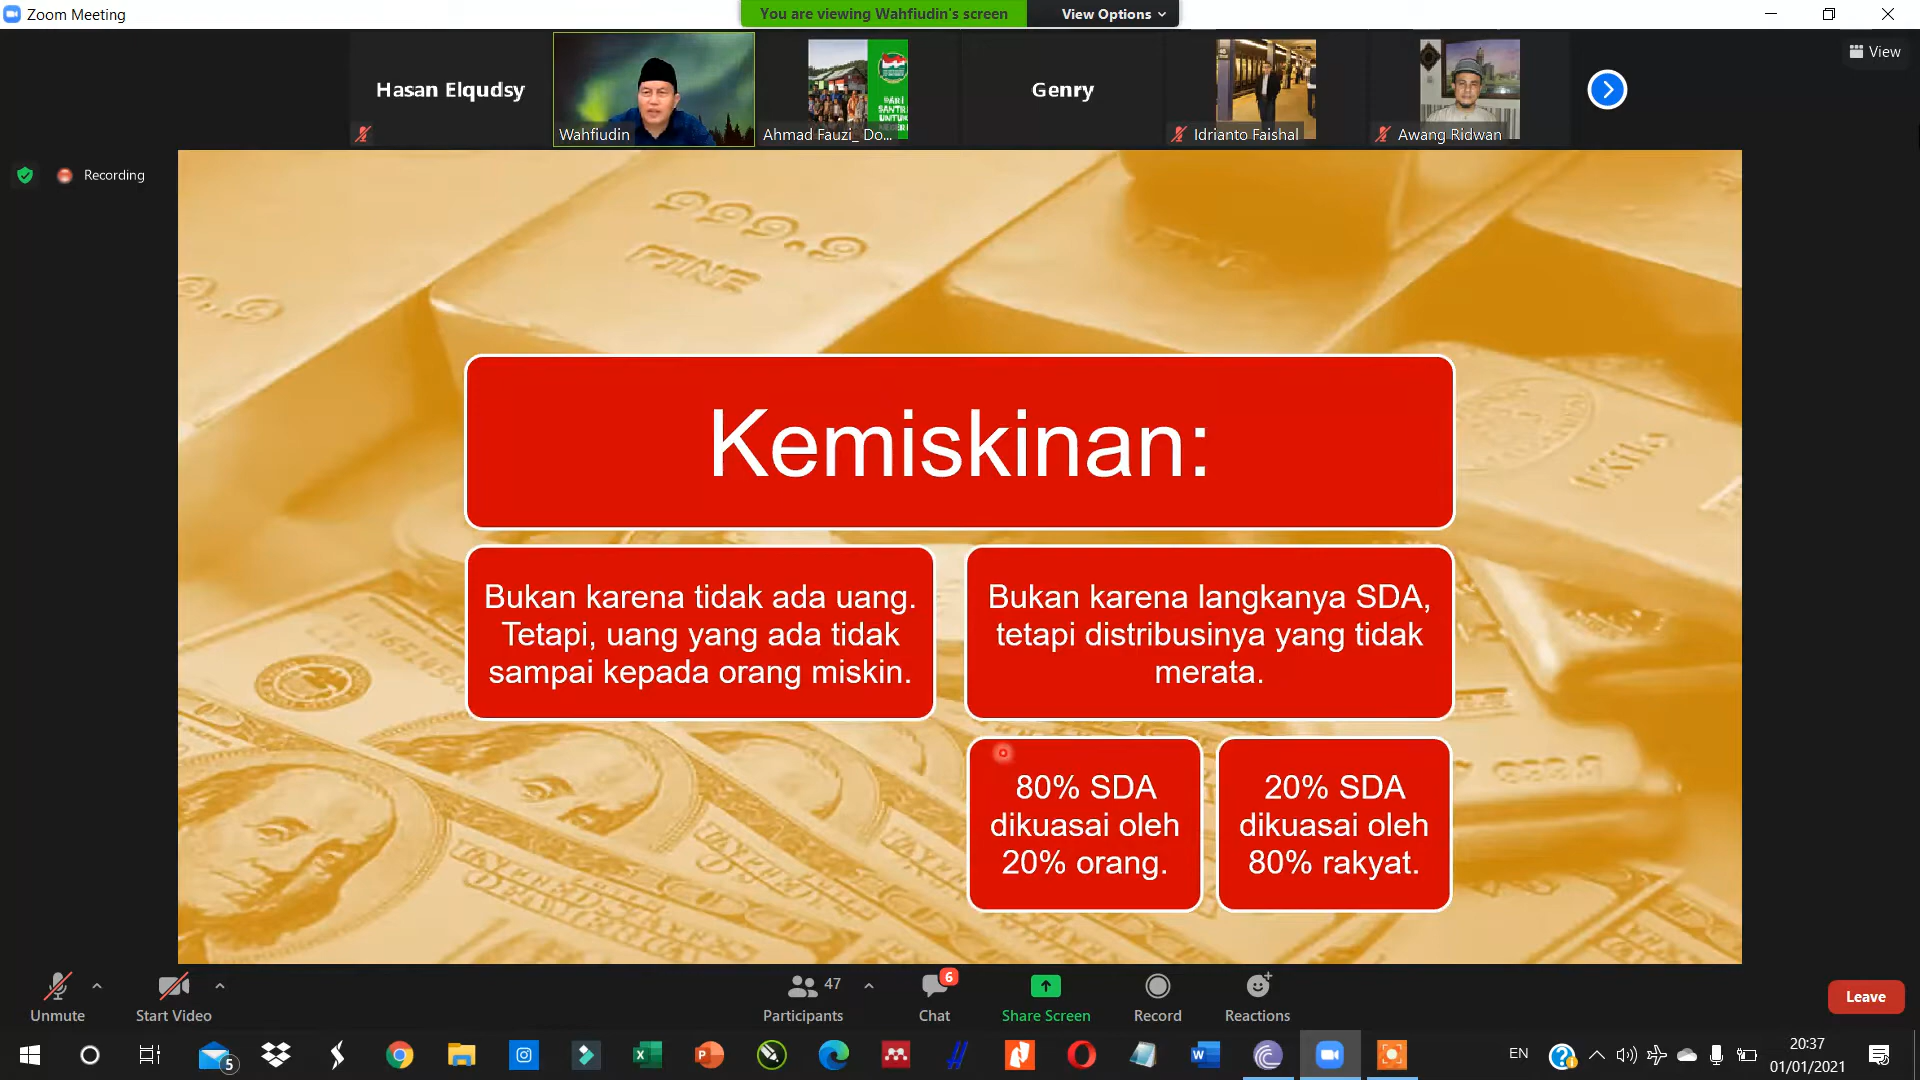 Zoom Meeting
You are viewing Wahfiudin's screen
View Options
View
Hasan Elqudsy
Wahfiudin
DARI
SANTRI
UNTUK
Ahmad Fauzi_ Do...
Genry
Idrianto Faishal
Awang Ridwan
Recording
999.9
FINE
Kemiskinan:
Bukan karena tidak ada uang.
Tetapi, uang yang ada tidak
sampai kepada orang miskin.
Bukan karena langkanya SDA,
tetapi distribusinya yang tidak
merata.
80% SDA
dikuasai oleh
20% orang.
20% SDA
dikuasai oleh
80% rakyat.
Unmute
Start Video
47
Participants
6
Chat
Share Screen
Record
Reactions
Leave
5
EN
20:37
01/01/2021